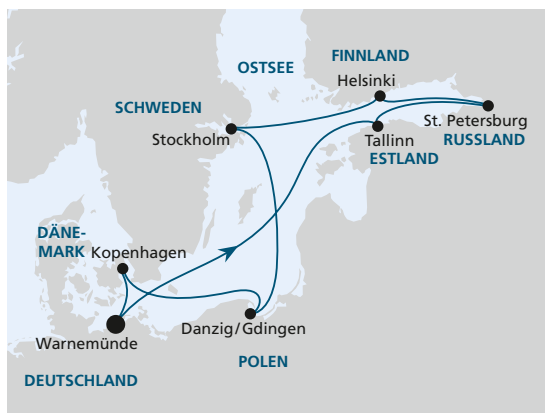 FINNLAND
OSTSEE
Helsinki
SCHWEDEN
St. Petersburg
Stockholm
Tallinn
RUSSLAND
ESTLAND
DÄNE-
MARK
Kopenhagen
Danzig/Gdingen
Warnemünde
POLEN
DEUTSCHLAND